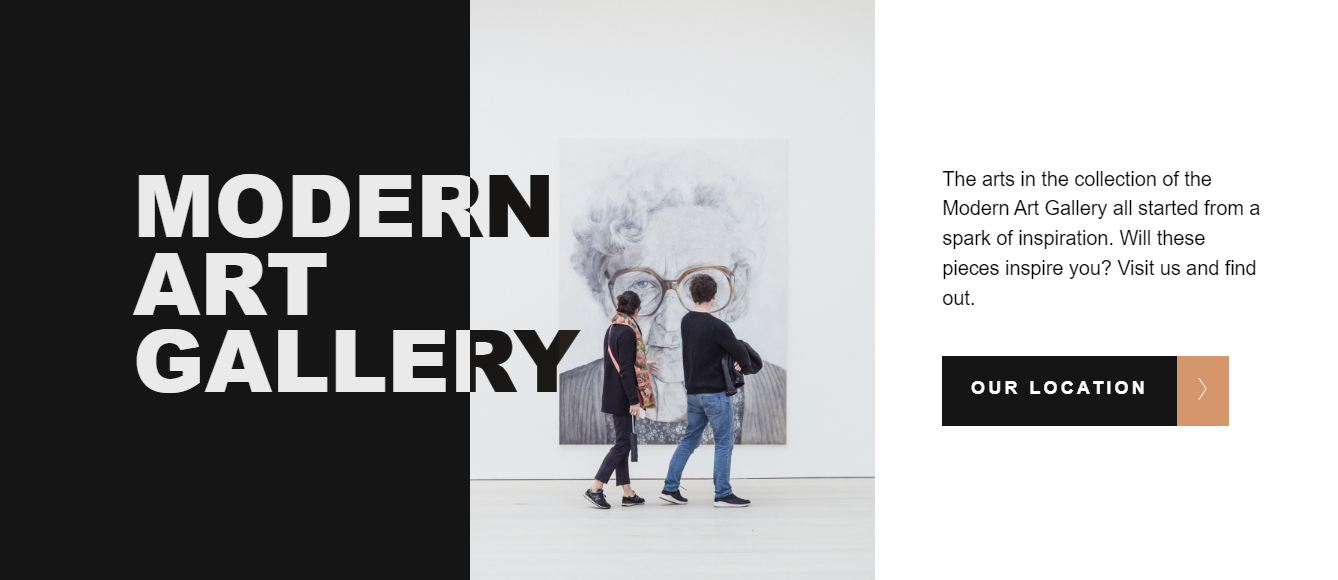 MODERN
ART
GALLERY
The arts in the collection of the
Modern Art Gallery all started from a
spark of inspiration. Will these
pieces inspire you? Visit us and find
out.
OUR LOCATION